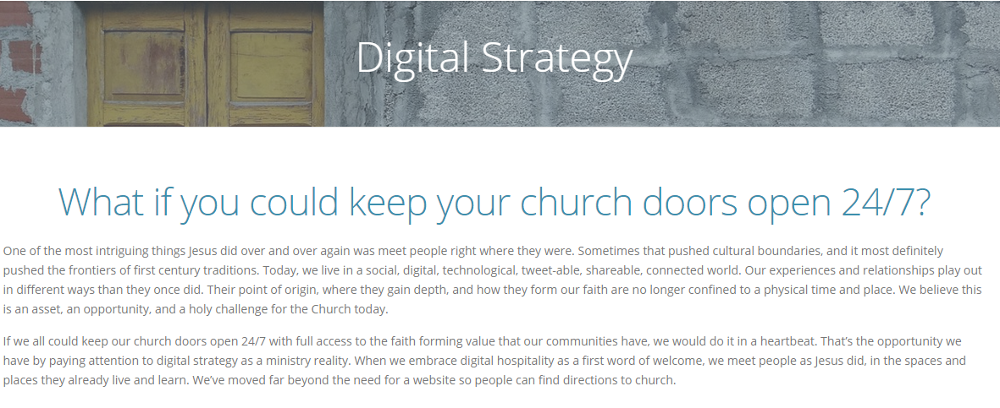 Digital Strategy
What if you could keep your church doors open 24/7?
One of the most intriguing things Jesus did over and over again was meet people right where they were. Sometimes that pushed cultural boundaries, and it most definitely
pushed the frontiers of first century traditions. Today, we live in a social, digital, technological, tweet-able, shareable, connected world. Our experiences and relationships play out
in different ways than they once did. Their point of origin, where they gain depth, and how they form our faith are no longer confined to a physical time and place. We believe this
is an asset, an opportunity, and a holy challenge for the Church today.
If we all could keep our church doors open 24/7 with full access to the faith forming value that our communities have, we would do it in a heartbeat. That’s the opportunity we
have by paying attention to digital strategy as a ministry reality. When we embrace digital hospitality as a first word of welcome, we meet people as Jesus did, in the spaces and
places they already live and learn. We’ve moved far beyond the need for a website so people can find directions to church.